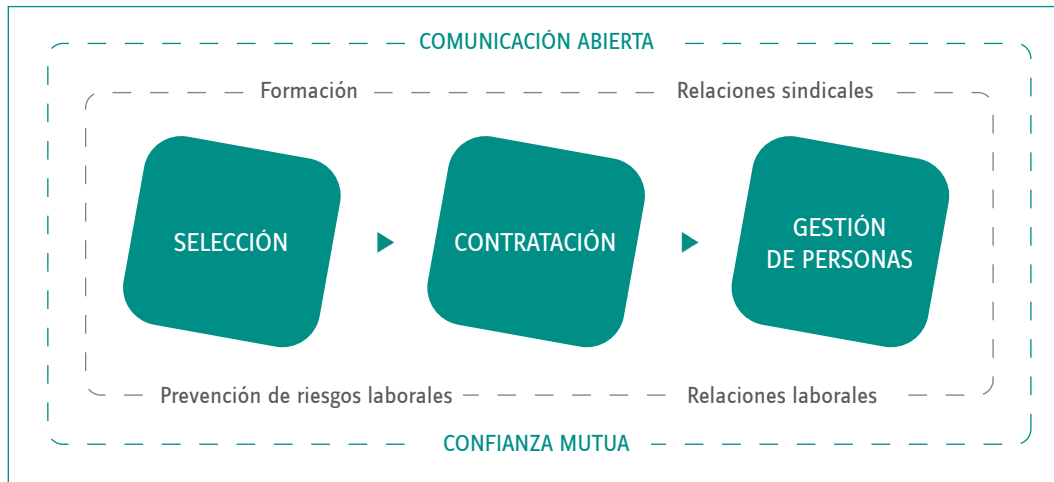 COMUNICACIÓN ABIERTA
Formación
Relaciones sindicales
SELECCIÓN
CONTRATACIÓN
GESTIÓN
DE PERSONAS
Prevención de riesgos laborales
Relaciones laborales
CONFIANZA MUTUA